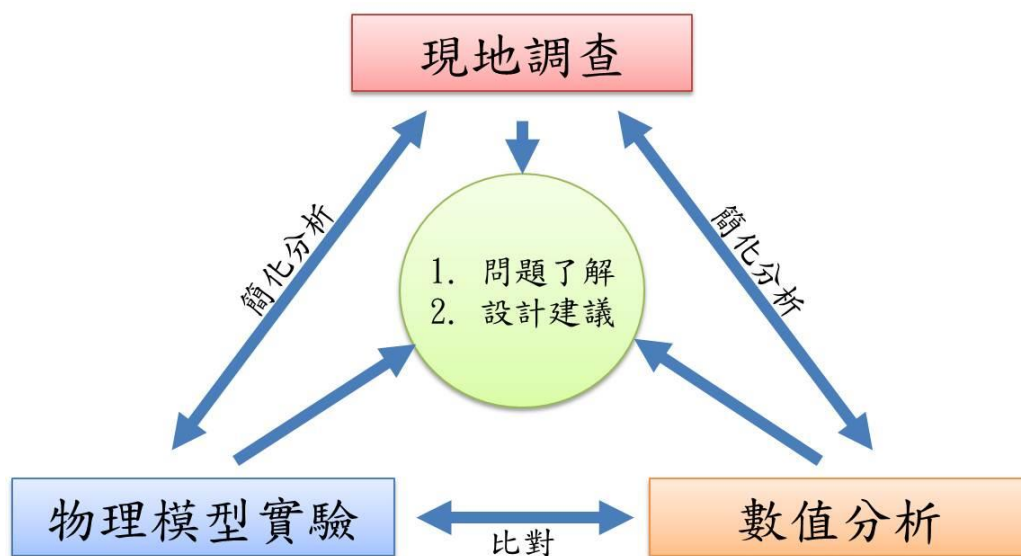 現地調查
簡化分析
簡化分析
1. 問題了解
2. 設計建議
物理模型實驗
比對
數值分析